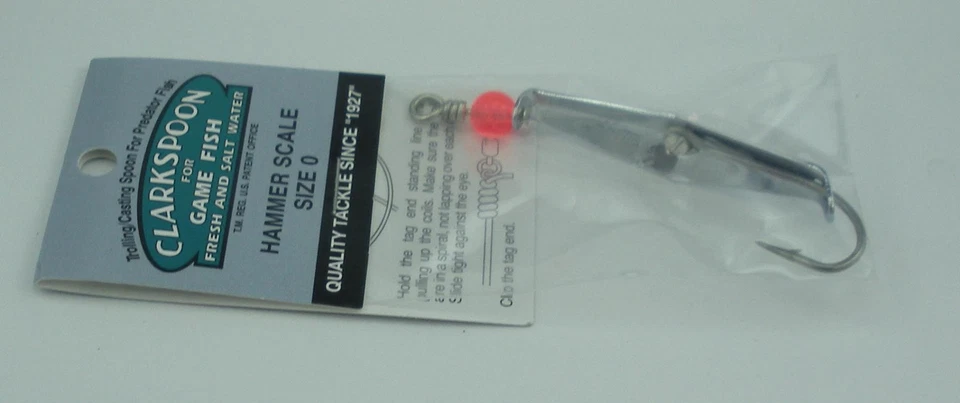 Trolling/Casting Spoon For Predator Fish
CLARKSPOON
FOR
GAME FISH
FRESH AND SALT WATER
T.M. REG. U.S. PATENT OFFICE
HAMMER SCALE
SIZE 0
QUALITY TACKLE SINCE "1927"
Hold the tag end standing line
pulling up the coils. Make sure the
are in a spiral, not lapping over each
Slide tight against the eye.
Clip the tag end.